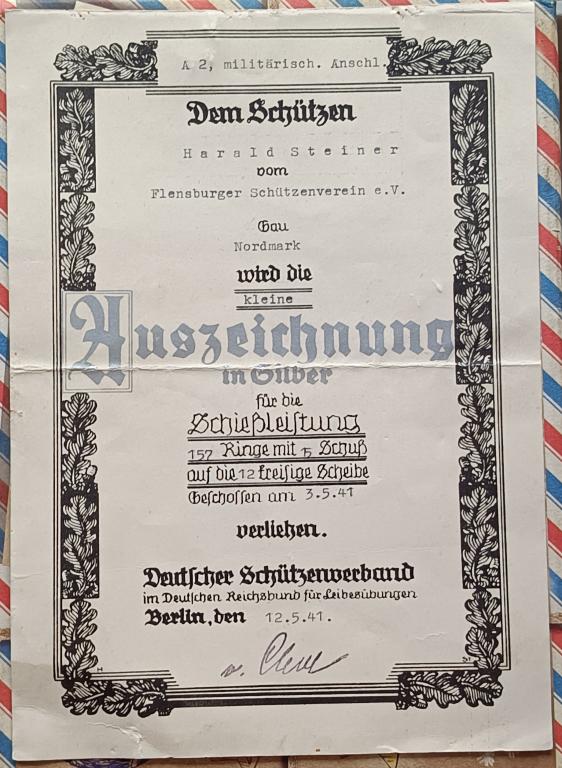 A 2, militärisch. Anschl.
Dem Schützen
Harald Steiner
vom
Flensburger Schützenverein e.V.
Gau
Nordmark
wird die
kleine
Auszeichnung
in Silber
für die
Schießleistung
157 Ringe mit 15 Schuß
auf die 12 kreisige Scheibe
Geschossen am 3.5.41
verliehen.
Deutscher Schützenverband
im Deutschen Reichsbund für Leibesübungen
Berlin, den 12.5.41.